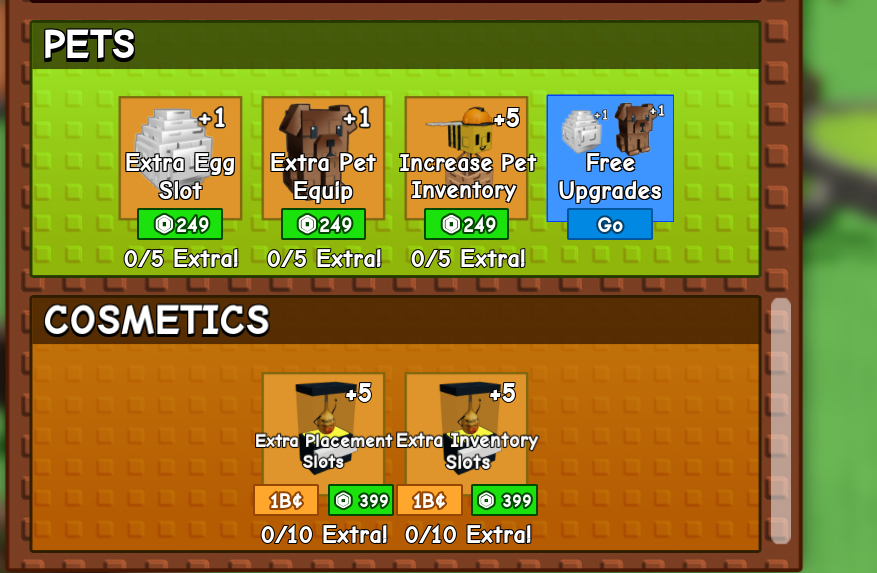 PETS
+1
Extra Egg
Slot
249
0/5 Extra!
+1
Extra Pet
Equip
249
0/5 Extra!
+5
Increase Pet
Inventory
249
0/5 Extra!
+1
+1
Free
Upgrades
Go
COSMETICS
+5
Extra Placement
Slots
1B¢
399
0/10 Extra!
+5
Extra Inventory
Slots
1B¢
399
0/10 Extra!